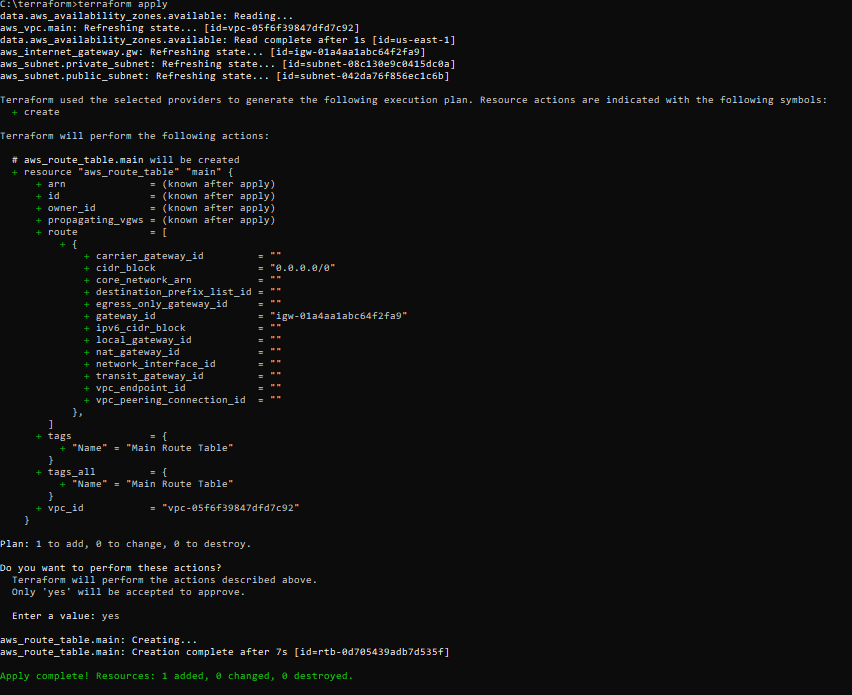 C:\terraform>terraform apply
data.aws_availability_zones.available: Reading...
aws_vpc.main: Refreshing state... [id=vpc-05f6f39847dfd7c92]
data.aws_availability_zones.available: Read complete after 1s [id=us-east-1]
aws_internet_gateway.gw: Refreshing state... [id=igw-01a4aa1abc64f2fa9]
aws_subnet.private_subnet: Refreshing state... [id=subnet-08c130e9c0415dc0a]
aws_subnet.public_subnet: Refreshing state... [id=subnet-042da76f856ec1c6b]

Terraform used the selected providers to generate the following execution plan. Resource actions are indicated with the following symbols:
  + create

Terraform will perform the following actions:

  # aws_route_table.main will be created
  + resource "aws_route_table" "main" {
      + arn              = (known after apply)
      + id               = (known after apply)
      + owner_id         = (known after apply)
      + propagating_vgws = (known after apply)
      + route            = [
          + {
              + carrier_gateway_id         = ""
              + cidr_block                 = "0.0.0.0/0"
              + core_network_arn           = ""
              + destination_prefix_list_id = ""
              + egress_only_gateway_id     = ""
              + gateway_id                 = "igw-01a4aa1abc64f2fa9"
              + ipv6_cidr_block            = ""
              + local_gateway_id           = ""
              + nat_gateway_id             = ""
              + network_interface_id       = ""
              + transit_gateway_id         = ""
              + vpc_endpoint_id            = ""
              + vpc_peering_connection_id  = ""
            },
        ]
      + tags             = {
          + "Name" = "Main Route Table"
        }
      + tags_all         = {
          + "Name" = "Main Route Table"
        }
      + vpc_id           = "vpc-05f6f39847dfd7c92"
    }

Plan: 1 to add, 0 to change, 0 to destroy.

Do you want to perform these actions?
  Terraform will perform the actions described above.
  Only 'yes' will be accepted to approve.

  Enter a value: yes

aws_route_table.main: Creating...
aws_route_table.main: Creation complete after 7s [id=rtb-0d705439adb7d535f]

Apply complete! Resources: 1 added, 0 changed, 0 destroyed.